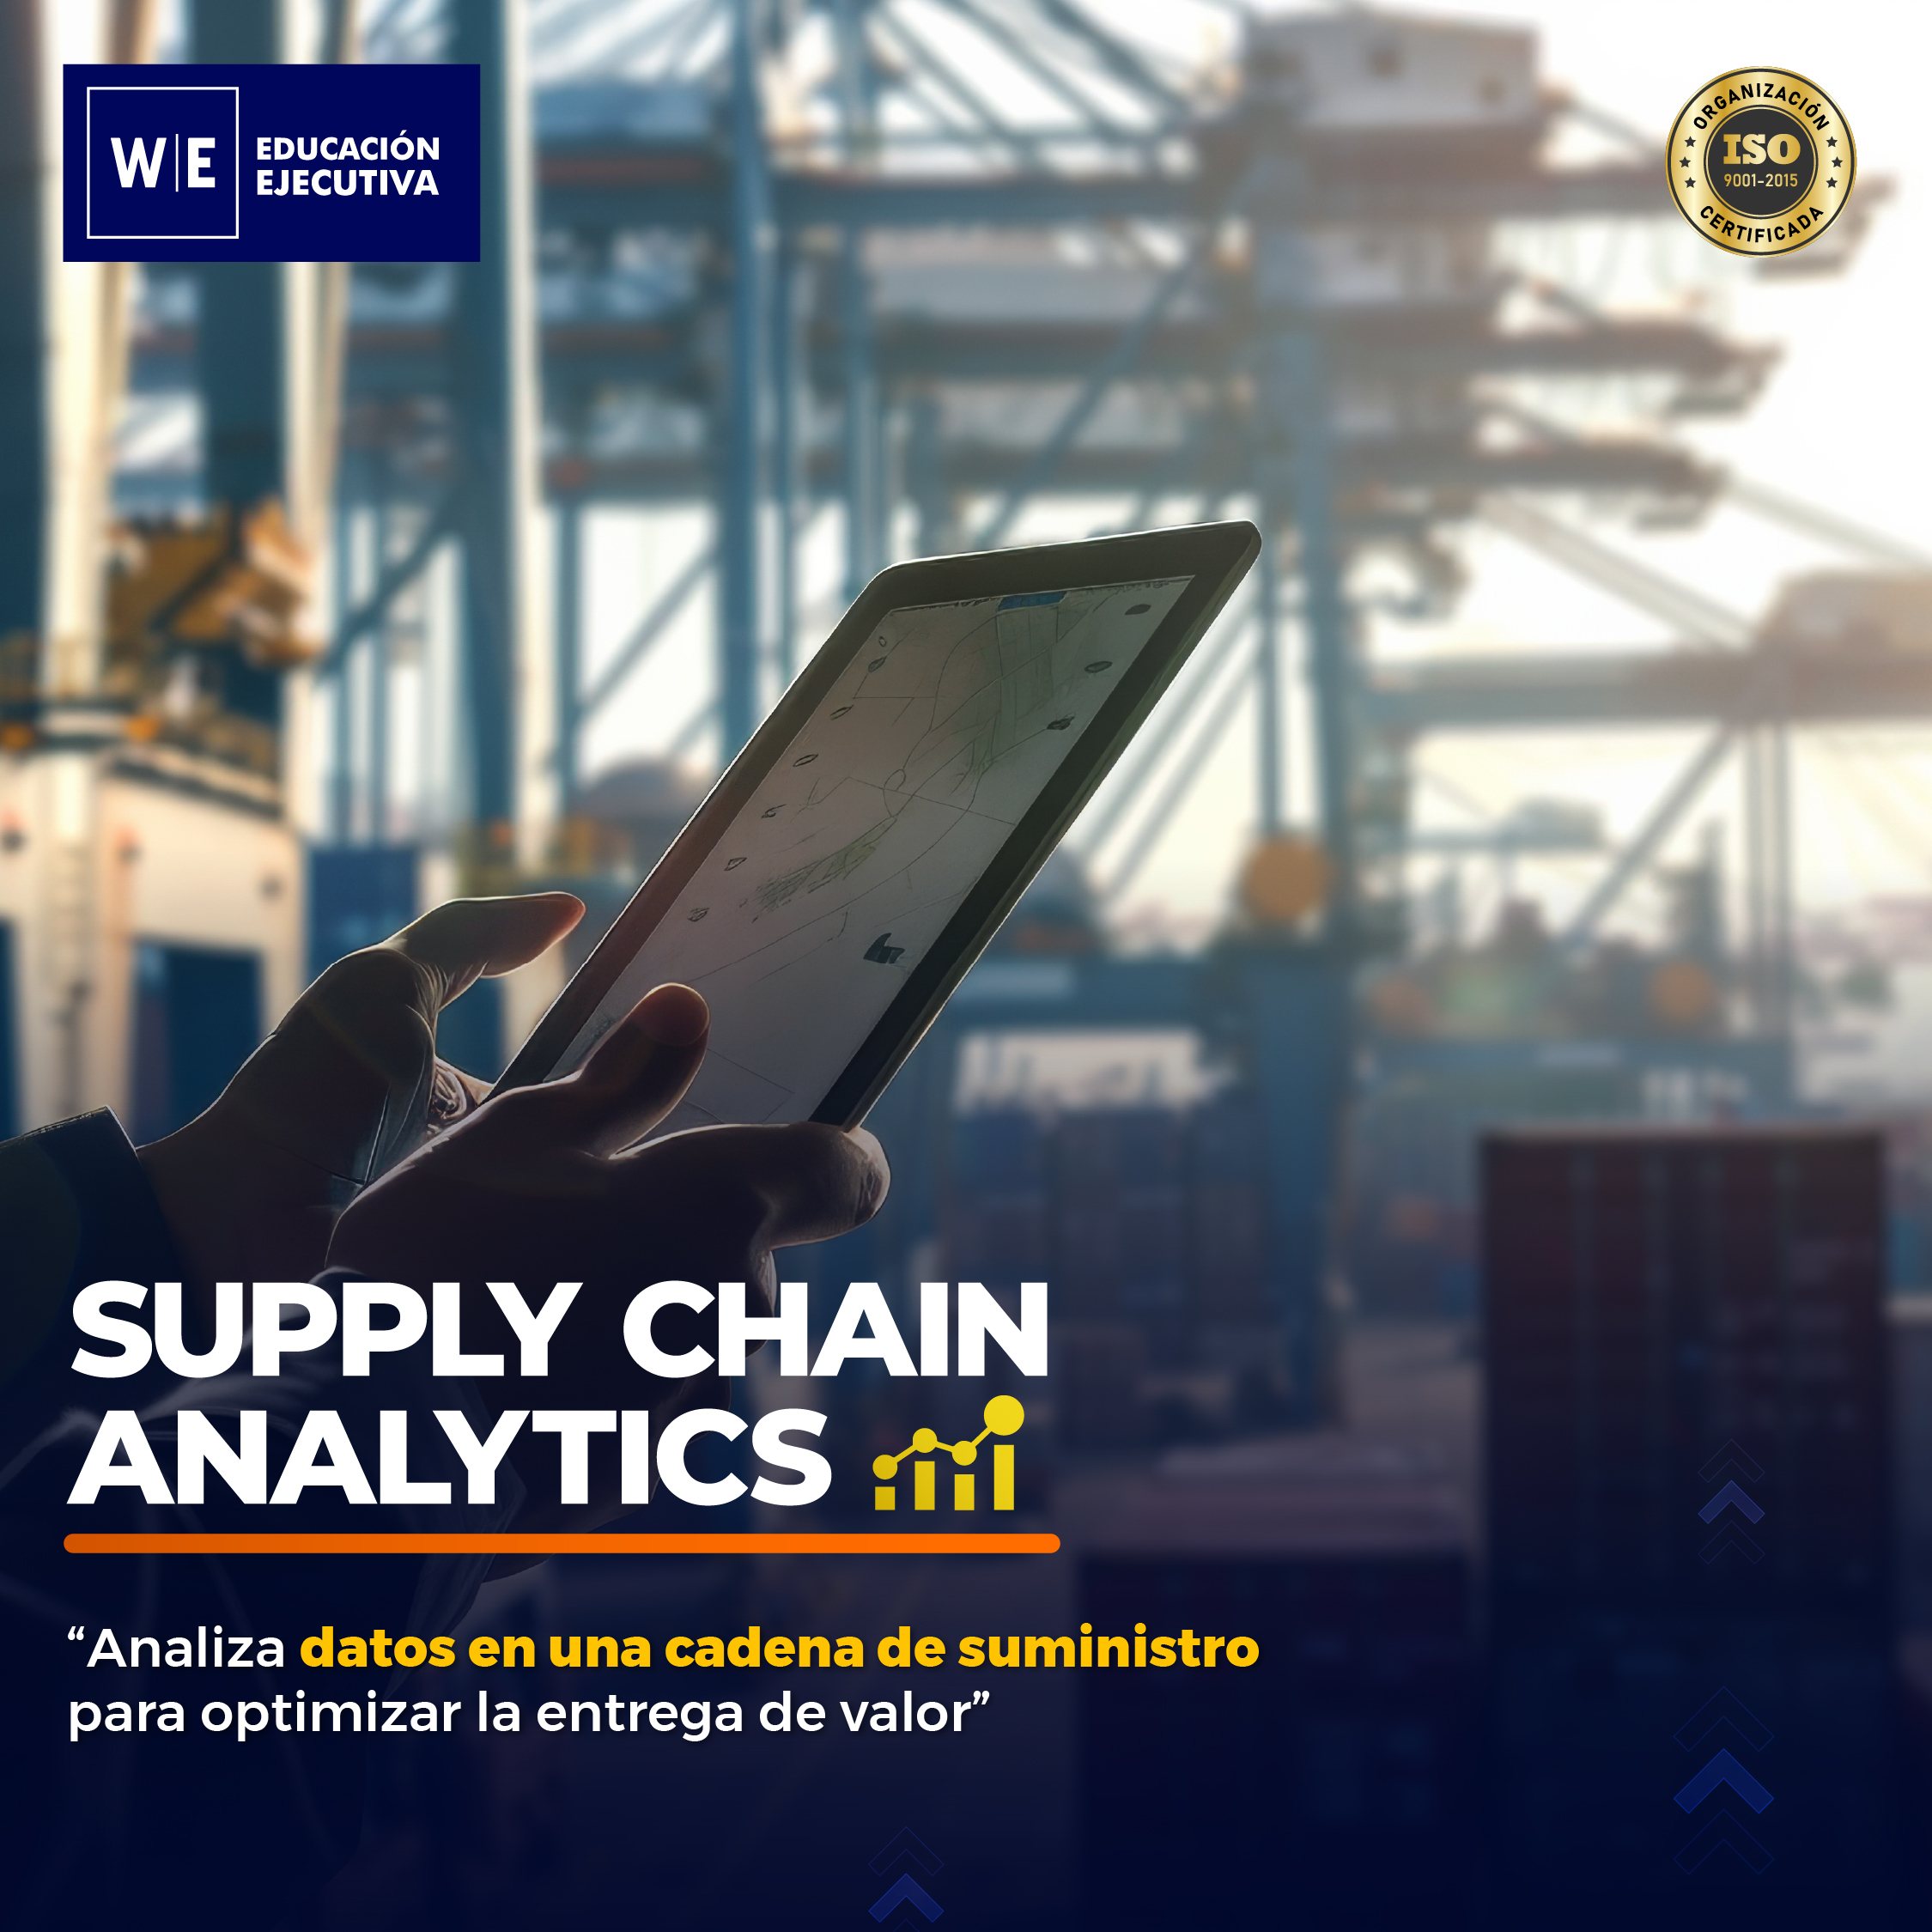 W|E
EDUCACIÓN
EJECUTIVA
ORGANIZACIÓN
ISO
9001-2015
CERTIFICADA
SUPPLY CHAIN
ANALYTICS
“Analiza datos en una cadena de suministro
para optimizar la entrega de valor”